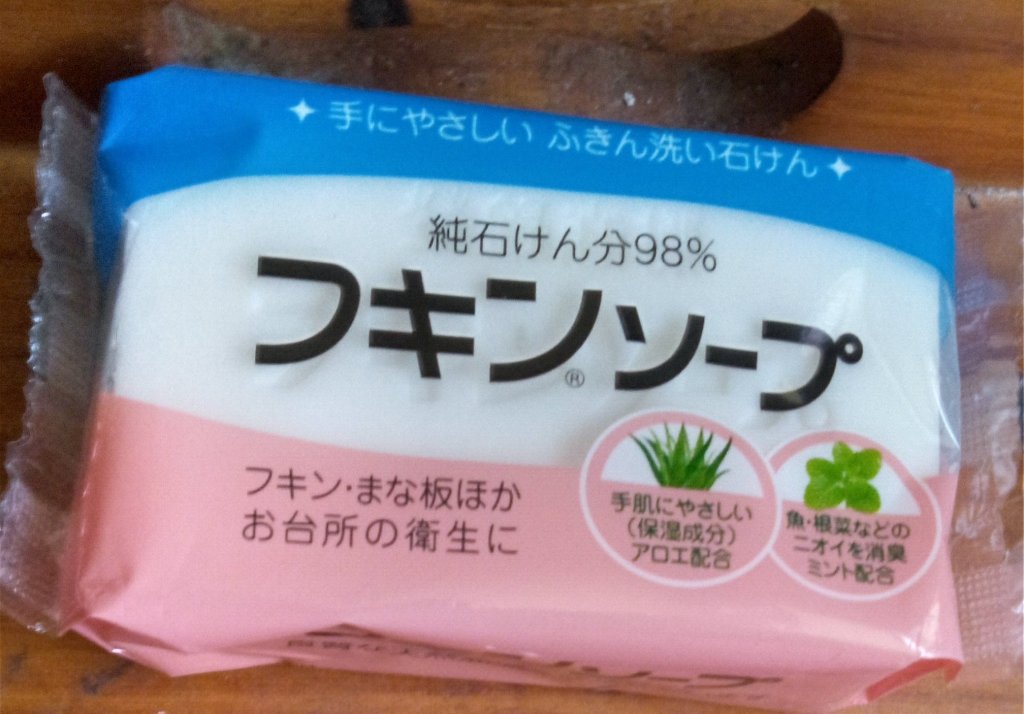 ✦手にやさしい ふきん洗い石けん✦
純石けん分98%
フキンソープ®
フキン・まな板ほか
お台所の衛生に
手肌にやさしい
(保湿成分)
アロエ配合
魚・根菜などの
ニオイを消臭
ミント配合